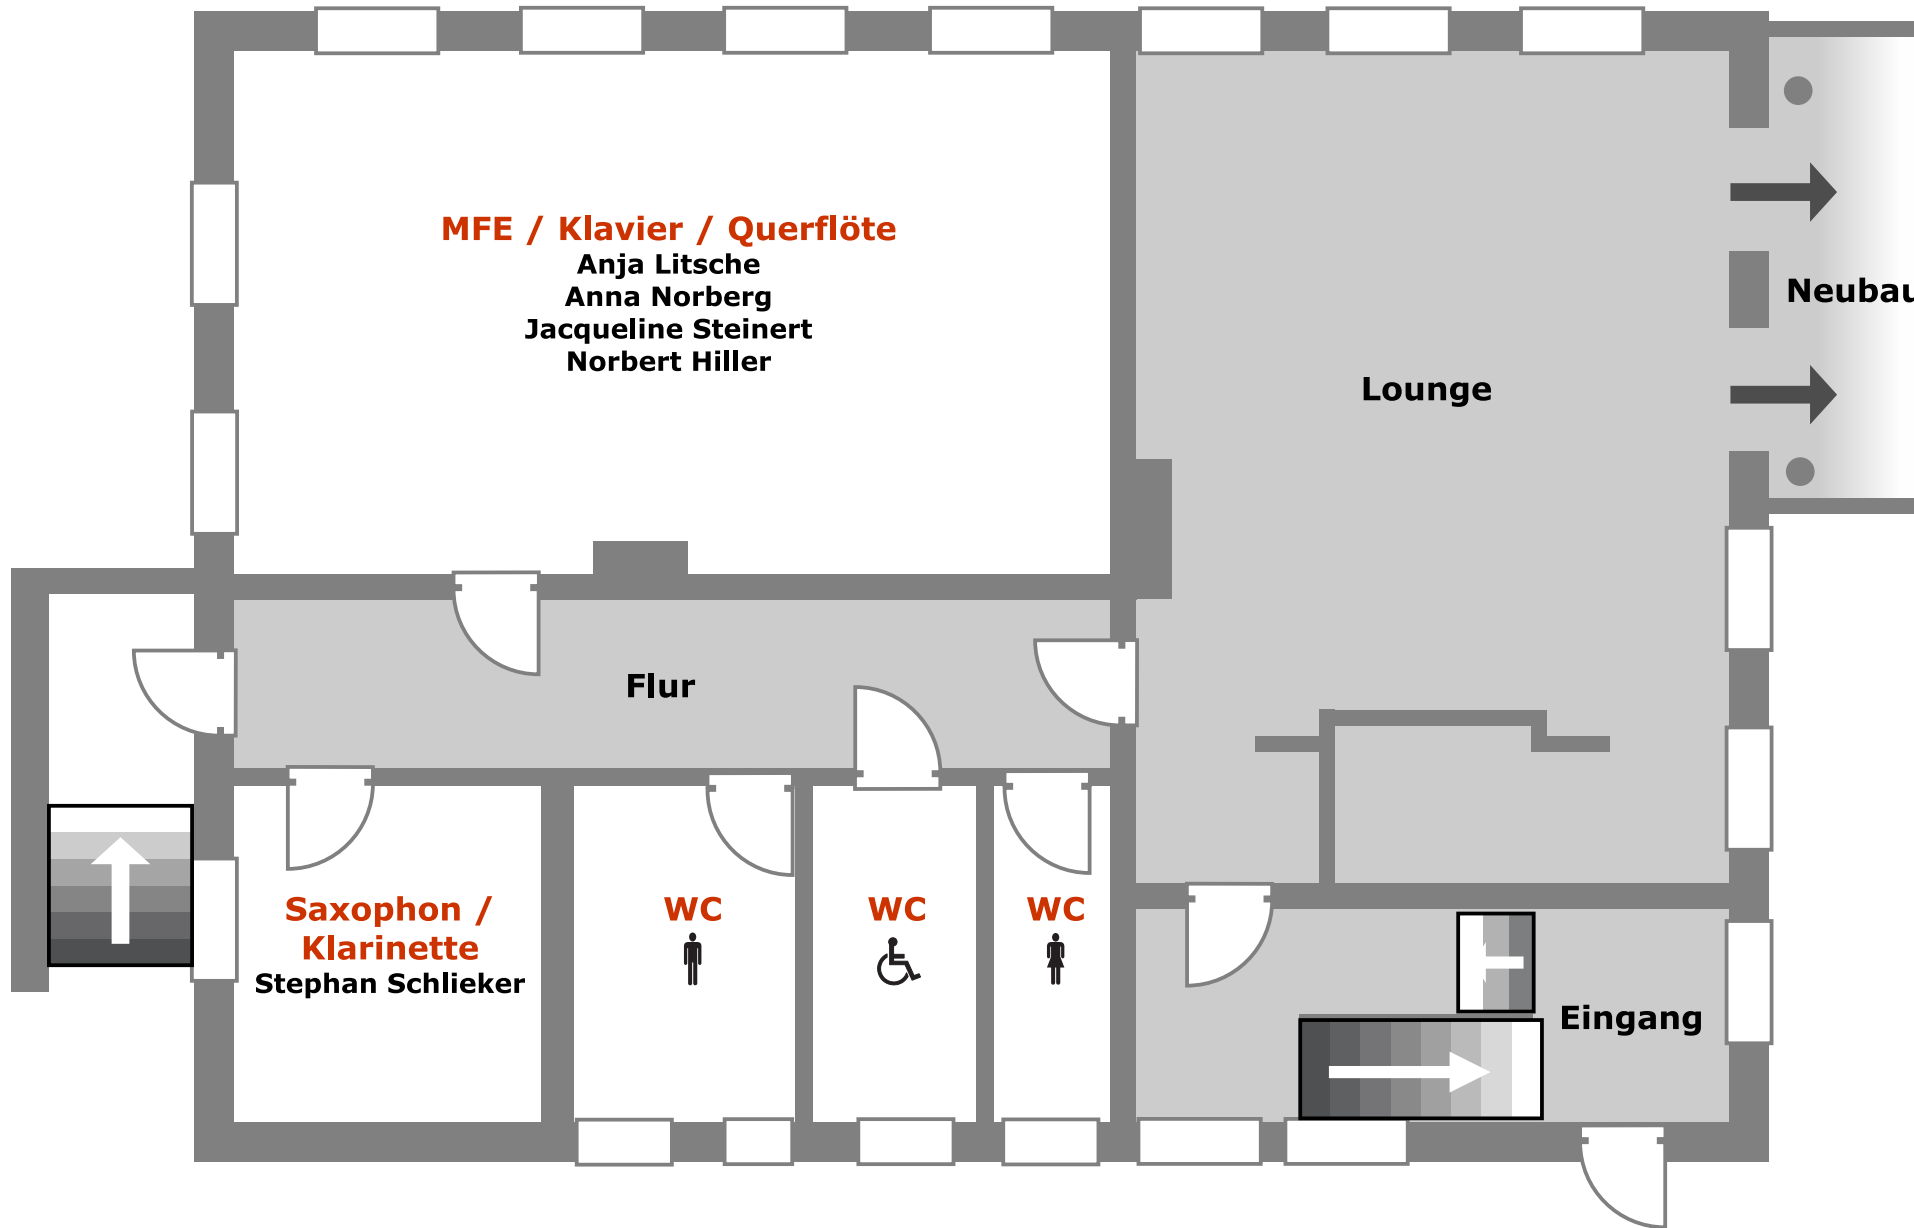 MFE / Klavier / Querflöte
Anja Litsche
Anna Norberg
Jacqueline Steinert
Norbert Hiller
Neubau
Lounge
Flur
Saxophon /
Klarinette
Stephan Schlieker
WC
WC
WC
Eingang